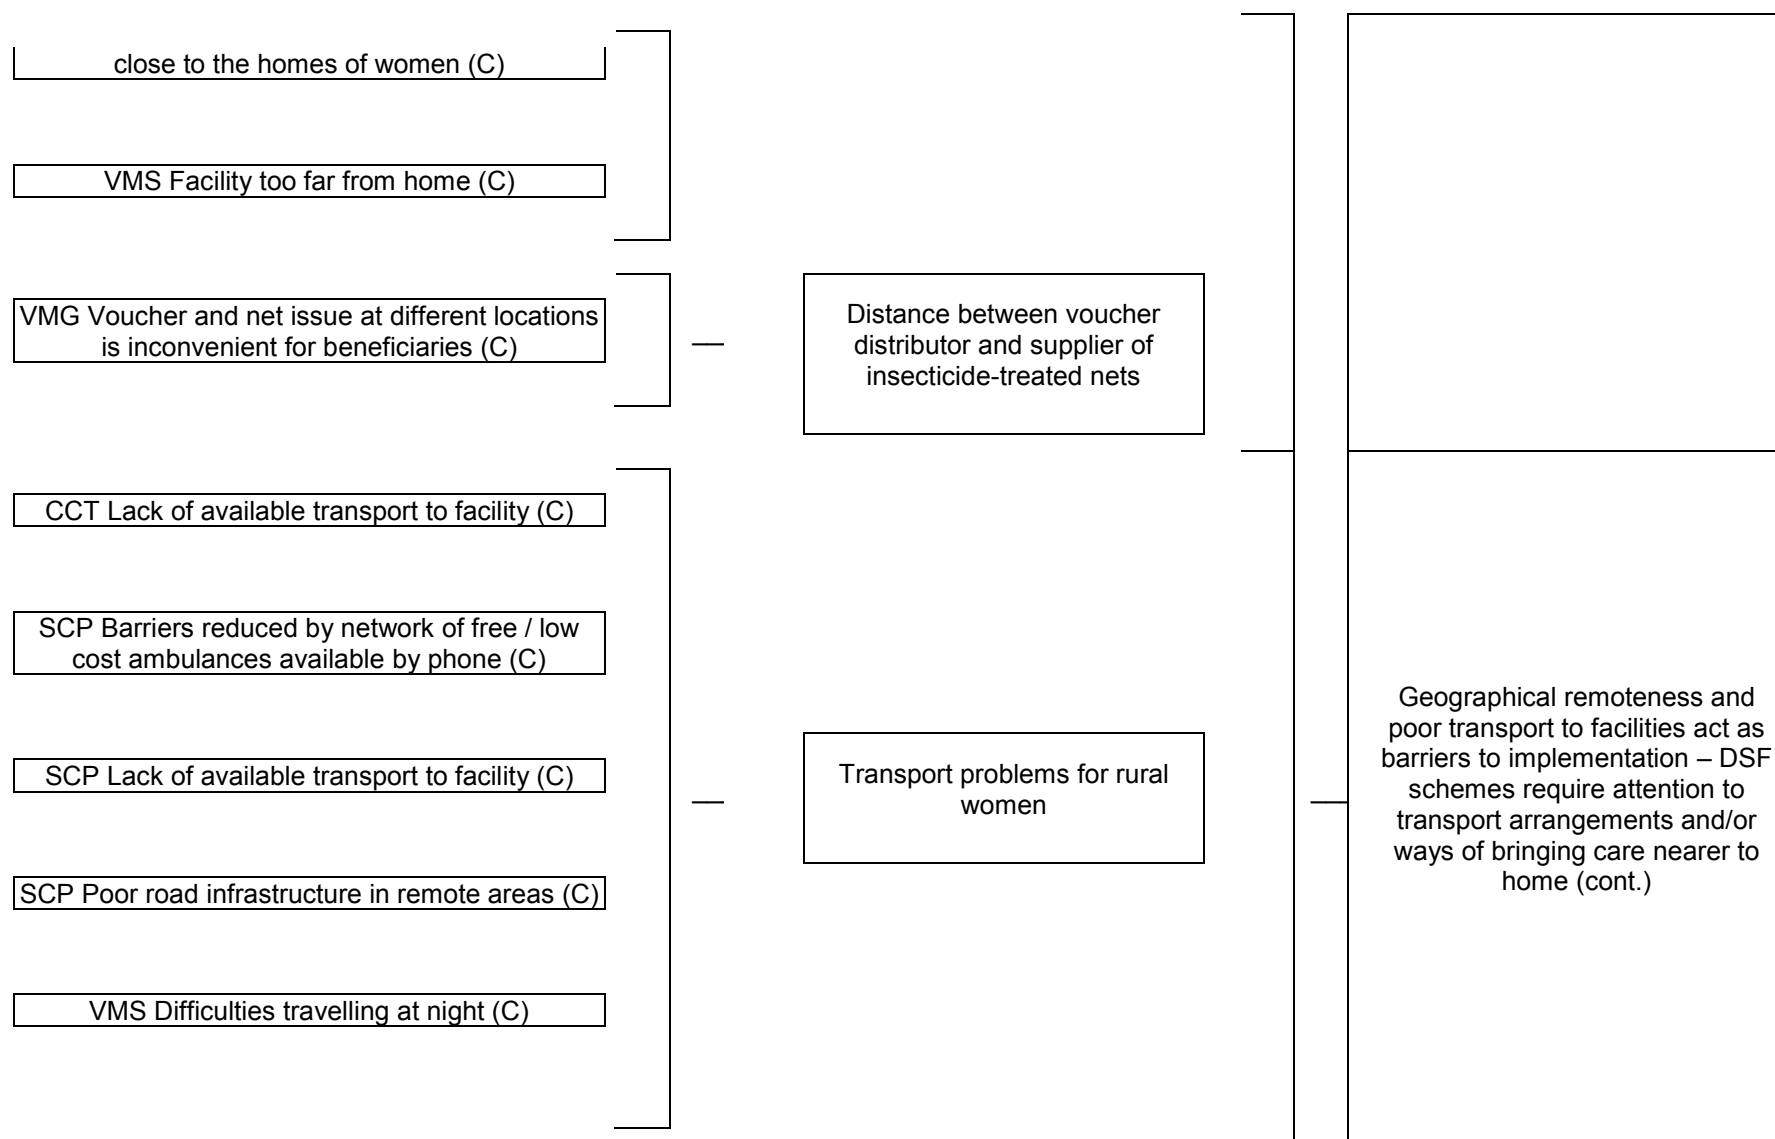 close to the homes of women (C)
VMS Facility too far from home (C)
VMG Voucher and net issue at different locations
is inconvenient for beneficiaries (C)
Distance between voucher
distributor and supplier of
insecticide-treated nets
CCT Lack of available transport to facility (C)
SCP Barriers reduced by network of free / low
cost ambulances available by phone (C)
SCP Lack of available transport to facility (C)
SCP Poor road infrastructure in remote areas (C)
VMS Difficulties travelling at night (C)
Transport problems for rural
women
Geographical remoteness and
poor transport to facilities act as
barriers to implementation – DSF
schemes require attention to
transport arrangements and/or
ways of bringing care nearer to
home (cont.)